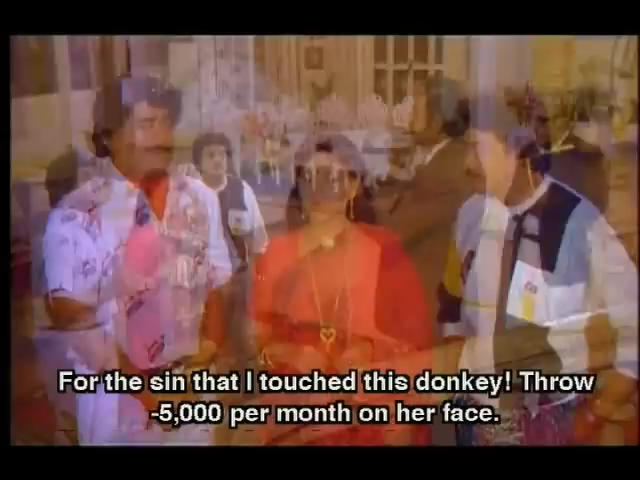 For the sin that I touched this donkey! Throw
-5,000 per month on her face.